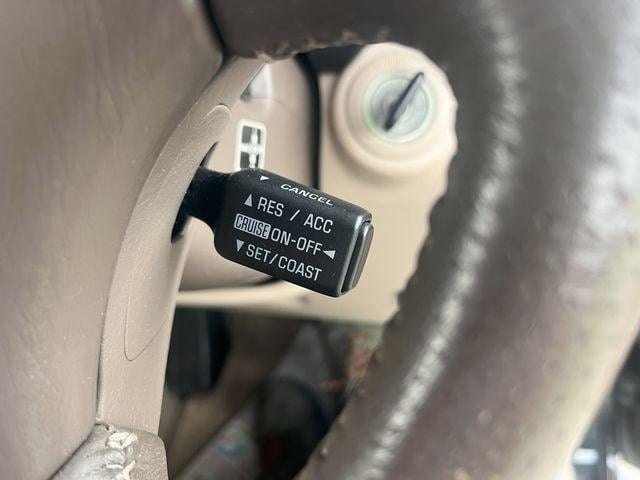 CANCEL
RES / ACC
CRUISE ON-OFF
SET/COAST